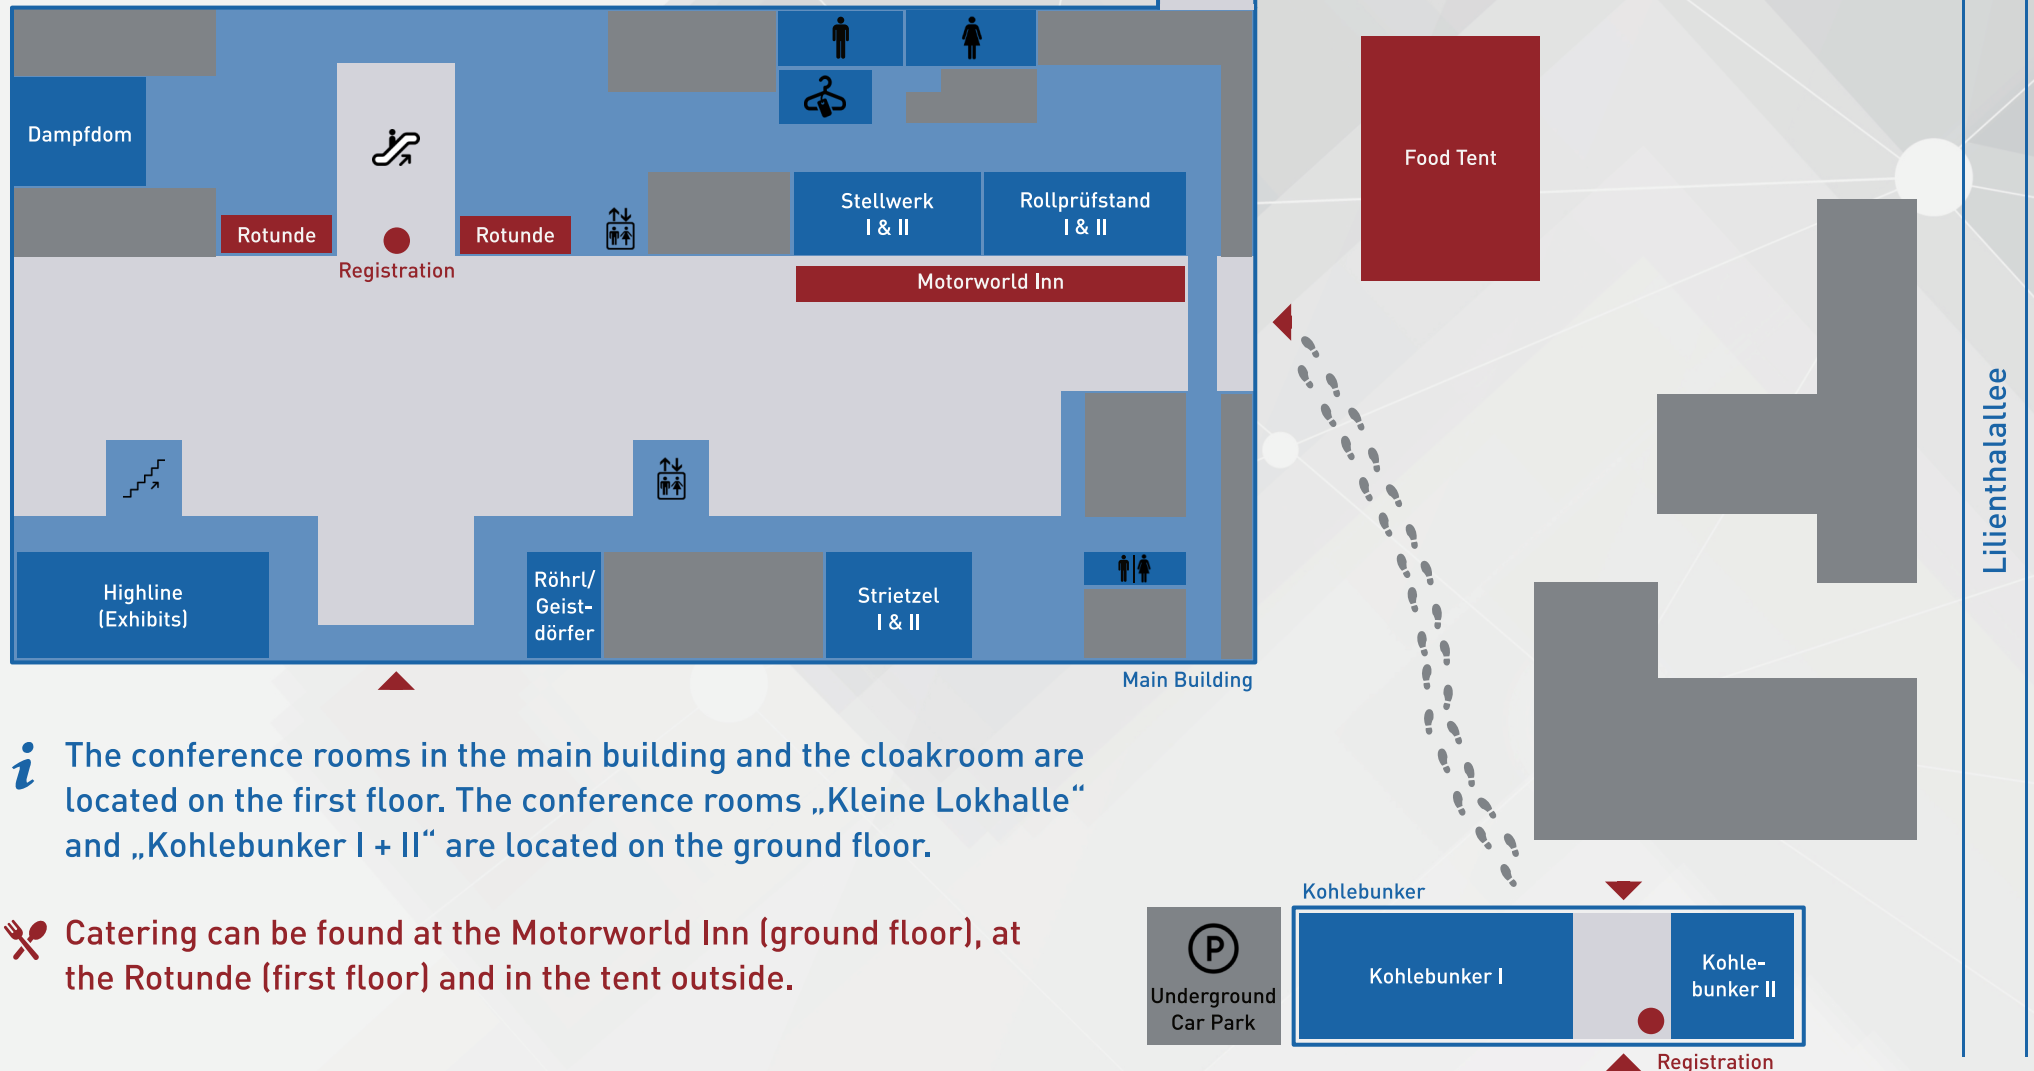 Dampfdom
Food Tent
Stellwerk
I & II
Rollprüfstand
I & II
Rotunde
Rotunde
Registration
Motorworld Inn
Lilienthalallee
Highline
(Exhibits)
Röhrl/
Geist-
dörfer
Strietzel
I & II
Main Building
i The conference rooms in the main building and the cloakroom are
located on the first floor. The conference rooms „Kleine Lokhalle“
and „Kohlebunker I + II“ are located on the ground floor.
Catering can be found at the Motorworld Inn (ground floor), at
the Rotunde (first floor) and in the tent outside.
Kohlebunker
P
Underground
Car Park
Kohlebunker I
Kohle-
bunker II
Registration